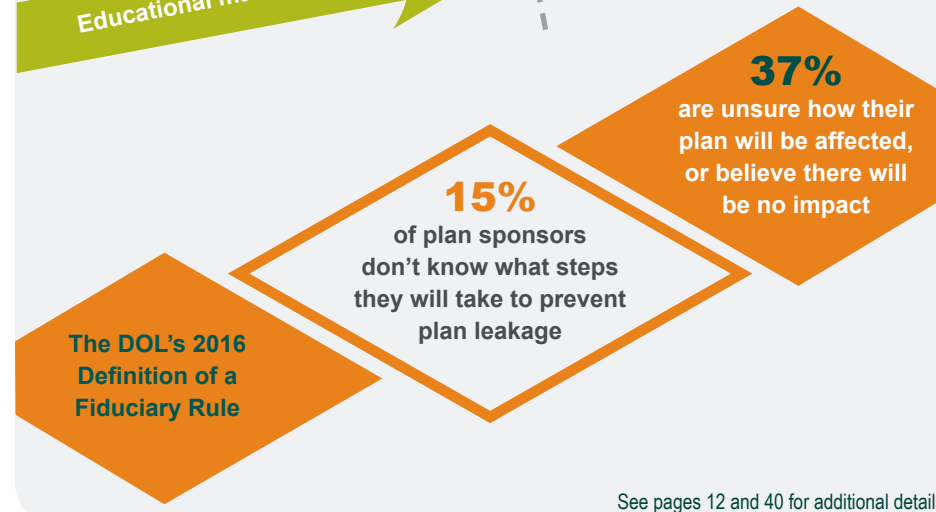 Educational
37%
are unsure how their
plan will be affected,
or believe there will
be no impact
15%
of plan sponsors
don’t know what steps
they will take to prevent
plan leakage
The DOL’s 2016
Definition of a
Fiduciary Rule
See pages 12 and 40 for additional detail